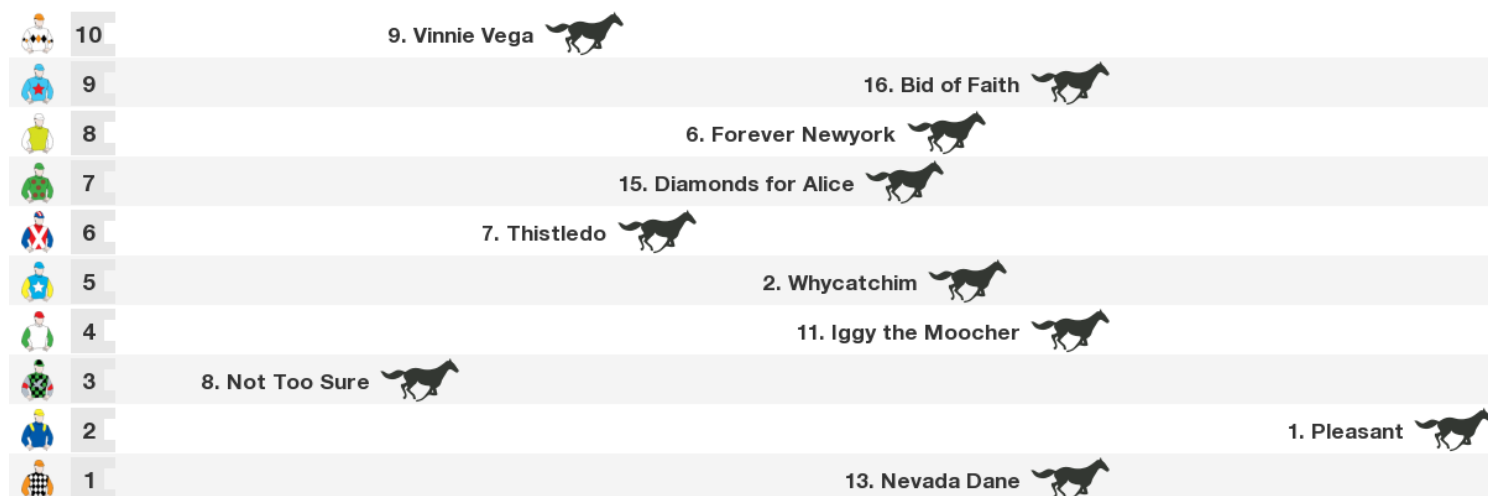 10 9. Vinnie Vega
9 16. Bid of Faith
8 6. Forever Newyork
7 15. Diamonds for Alice
6 7. Thistledo
5 2. Whycatchim
4 11. Iggy the Moocher
3 8. Not Too Sure
2 1. Pleasant
1 13. Nevada Dane